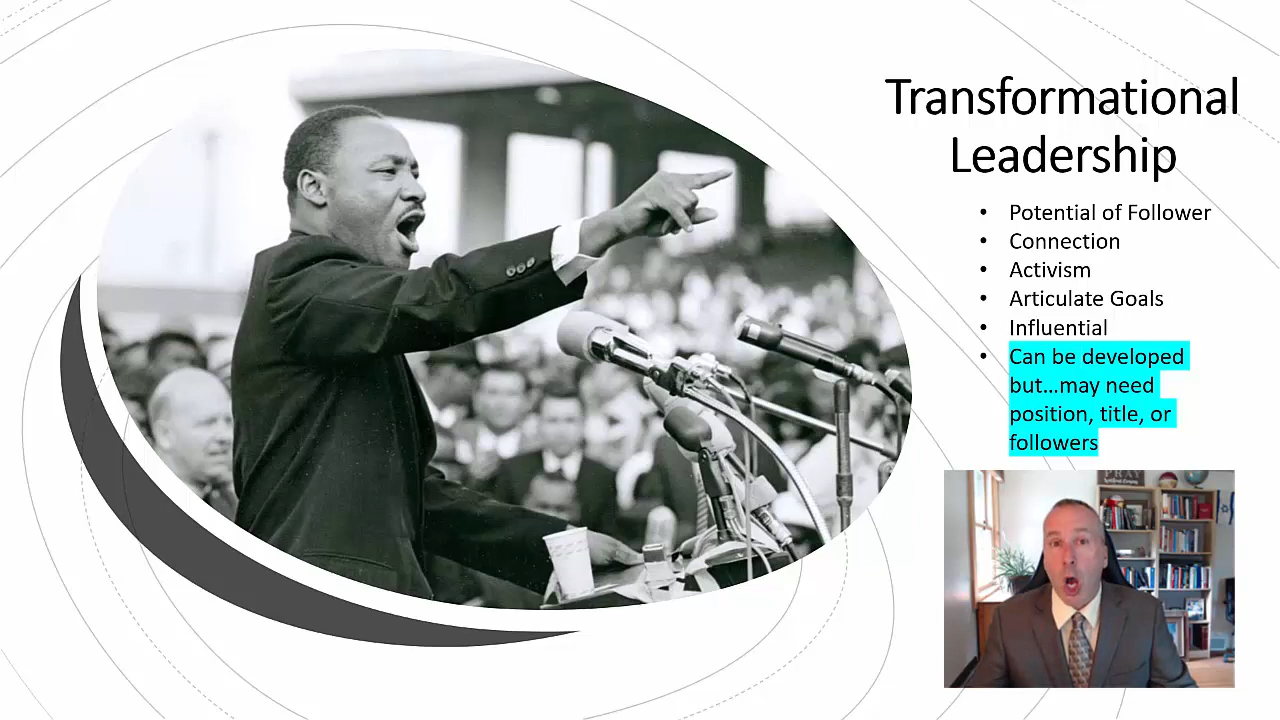 Transformational
Leadership
• Potential of Follower
• Connection
• Activism
• Articulate Goals
• Influential
• Can be developed
but...may need
position, title, or
followers
PRAY